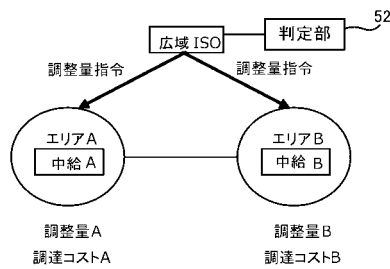 52
広域 ISO
判定部
調整量指令
調整量指令
エリアA
中給 A
エリアB
中給 B
調整量A
調達コストA
調整量B
調達コストB